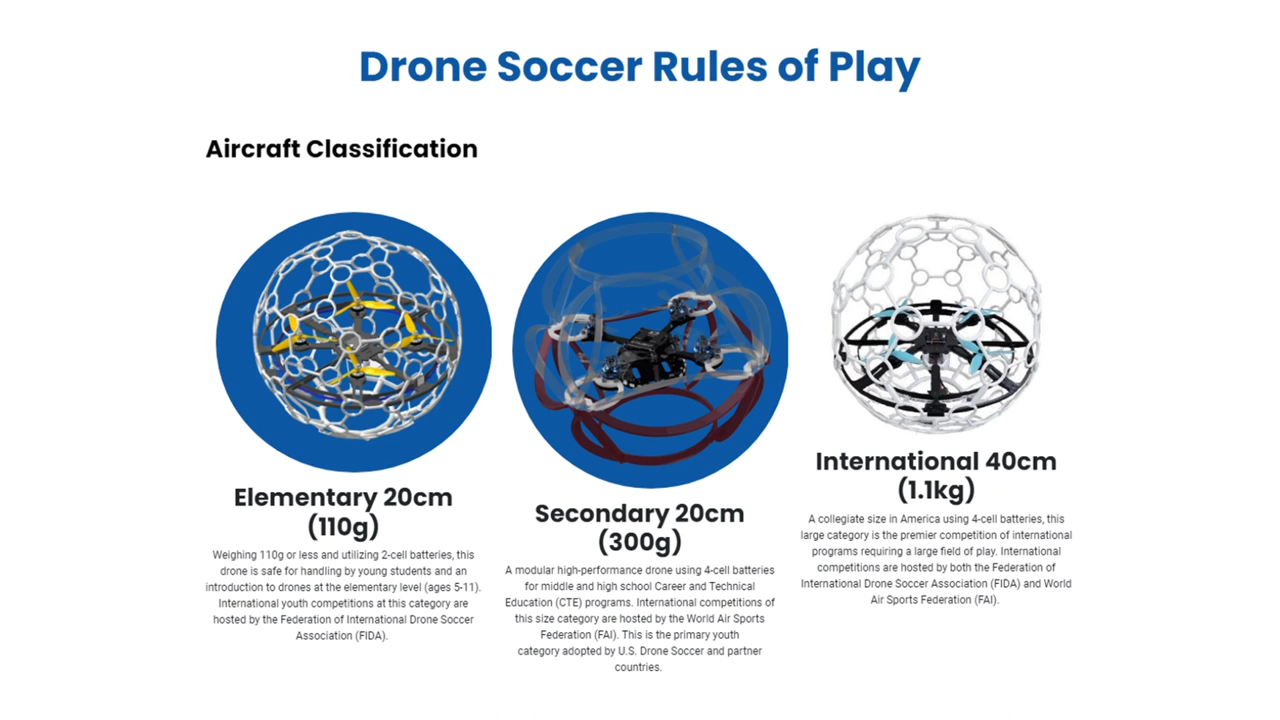 Drone Soccer Rules of Play
Aircraft Classification
Elementary 20cm
(110g)
Weighing 110g or less and utilizing 2-cell batteries, this
drone is safe for handling by young students and an
introduction to drones at the elementary level (ages 5-11).
International youth competitions at this category are
hosted by the Federation of International Drone Soccer
Association (FIDA).
Secondary 20cm
(300g)
A modular high-performance drone using 4-cell batteries
for middle and high school Career and Technical
Education (CTE) programs. International competitions of
this size category are hosted by the World Air Sports
Federation (FAI). This is the primary youth
category adopted by U.S. Drone Soccer and partner
countries.
International 40cm
(1.1kg)
A collegiate size in America using 4-cell batteries, this
large category is the premier competition of international
programs requiring a large field of play. International
competitions are hosted by both the Federation of
International Drone Soccer Association (FIDA) and World
Air Sports Federation (FAI).